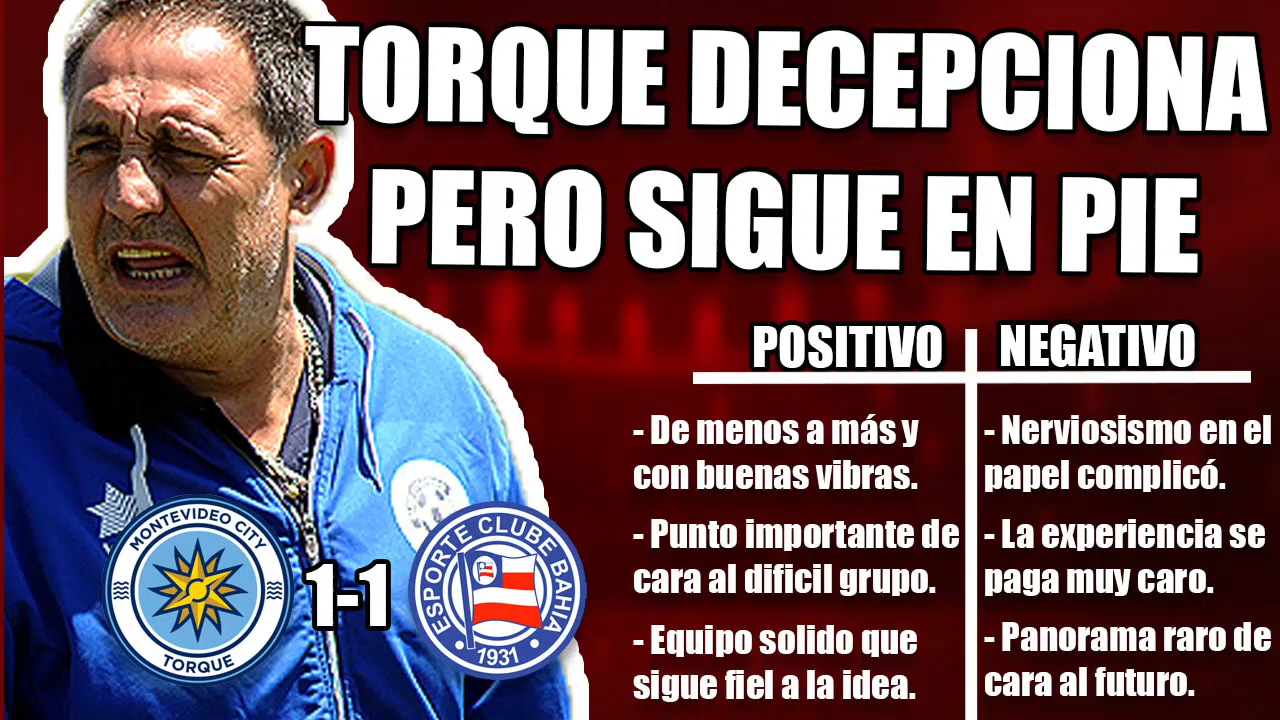 TORQUE DECEPCIONA
PERO SIGUE EN PIE
POSITIVO
- De menos a más y
con buenas vibras.
- Punto importante de
cara al dificil grupo.
- Equipo solido que
sigue fiel a la idea.
NEGATIVO
- Nerviosismo en el
papel complicó.
- La experiencia se
paga muy caro.
- Panorama raro de
cara al futuro.
MONTEVIDEO CITY
TORQUE
1-1
ESPORTE CLUBE BAHIA
1931